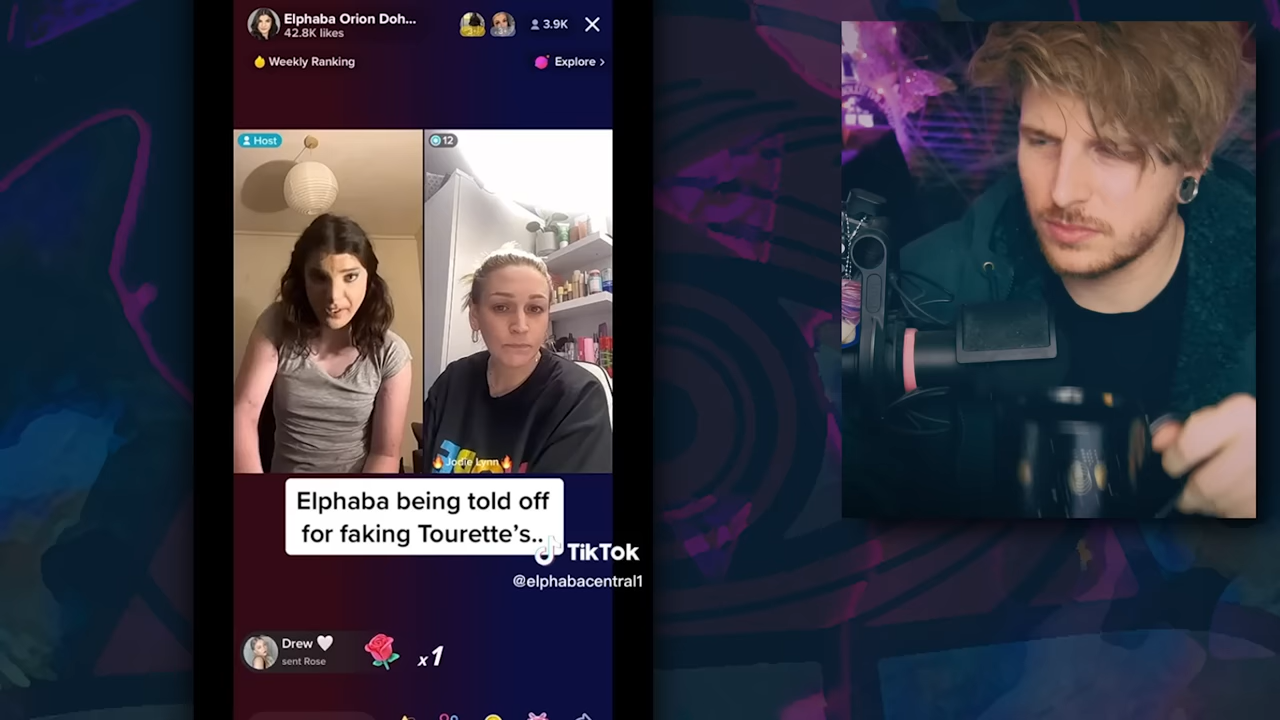 Elphaba Orion Doh...
42.8K likes
3.9K
Weekly Ranking
Explore >
Host
12
Jodie Lynn
Elphaba being told off
for faking Tourette's..
TikTok
@elphabacentral1
Drew
sent Rose
x1